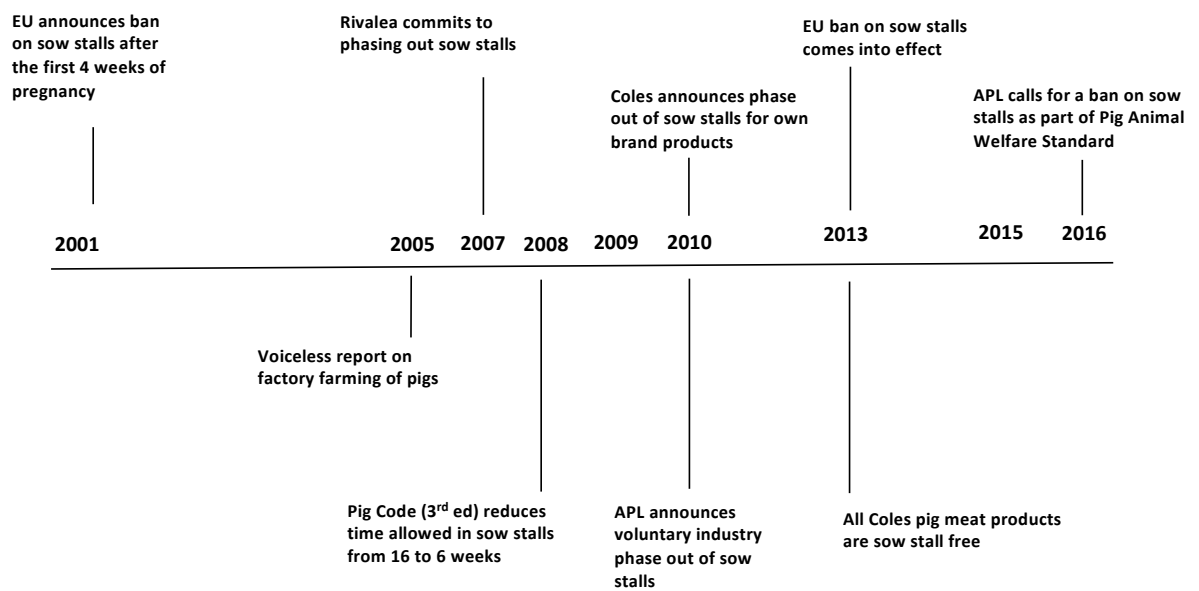 EU announces ban
on sow stalls after
the first 4 weeks of
pregnancy
Rivalea commits to
phasing out sow stalls
Coles announces phase
out of sow stalls for own
brand products
EU ban on sow stalls
comes into effect
APL calls for a ban on sow
stalls as part of Pig Animal
Welfare Standard
2001 2005 2007 2008 2009 2010 2013 2015 2016
Voiceless report on
factory farming of pigs
Pig Code (3rd ed) reduces
time allowed in sow stalls
from 16 to 6 weeks
APL announces
voluntary industry
phase out of sow
stalls
All Coles pig meat products
are sow stall free